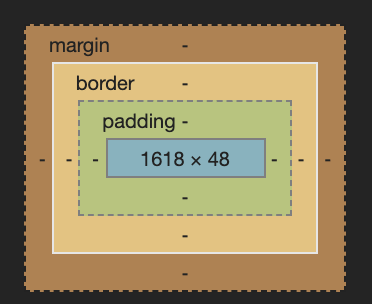 margin -
border -
padding -
- - - 1618 × 48 - - -
-
-
-